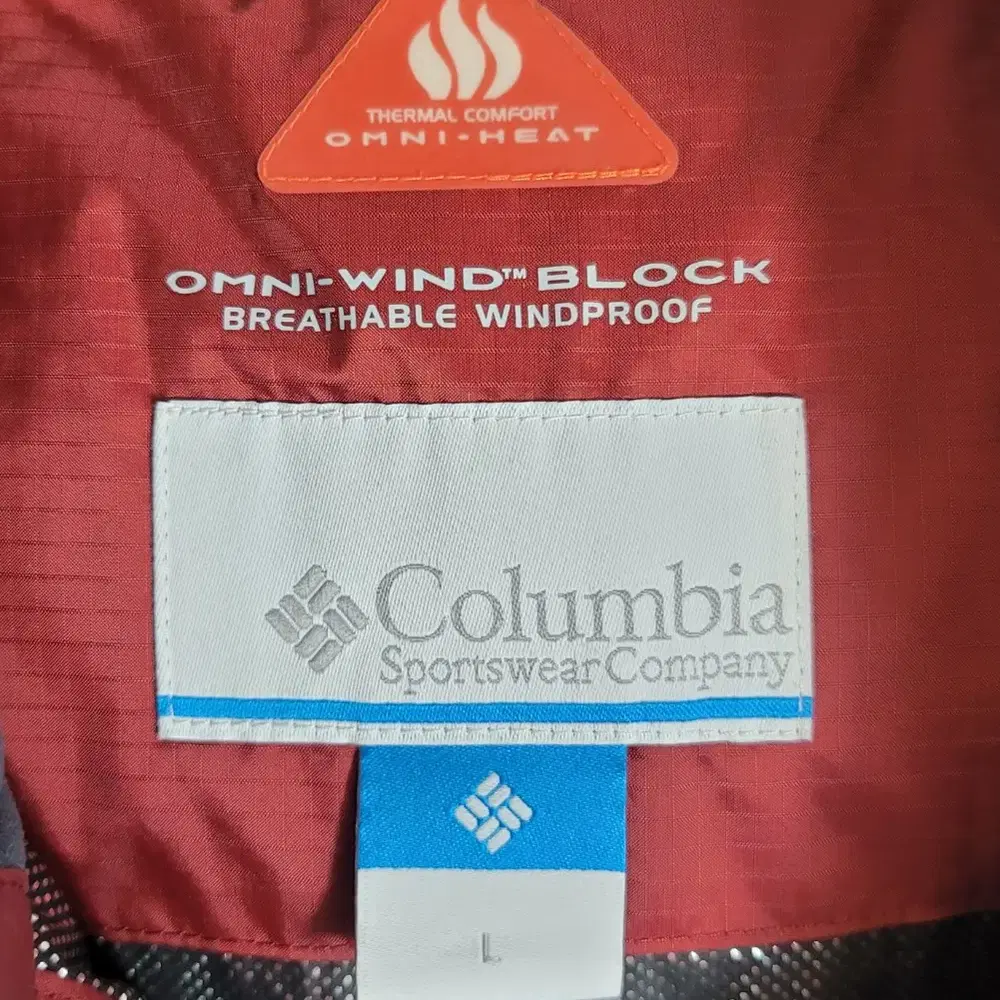 THERMAL COMFORT
OMNI-HEAT
OMNI-WIND™ BLOCK
BREATHABLE WINDPROOF
Columbia
Sportswear Company
L